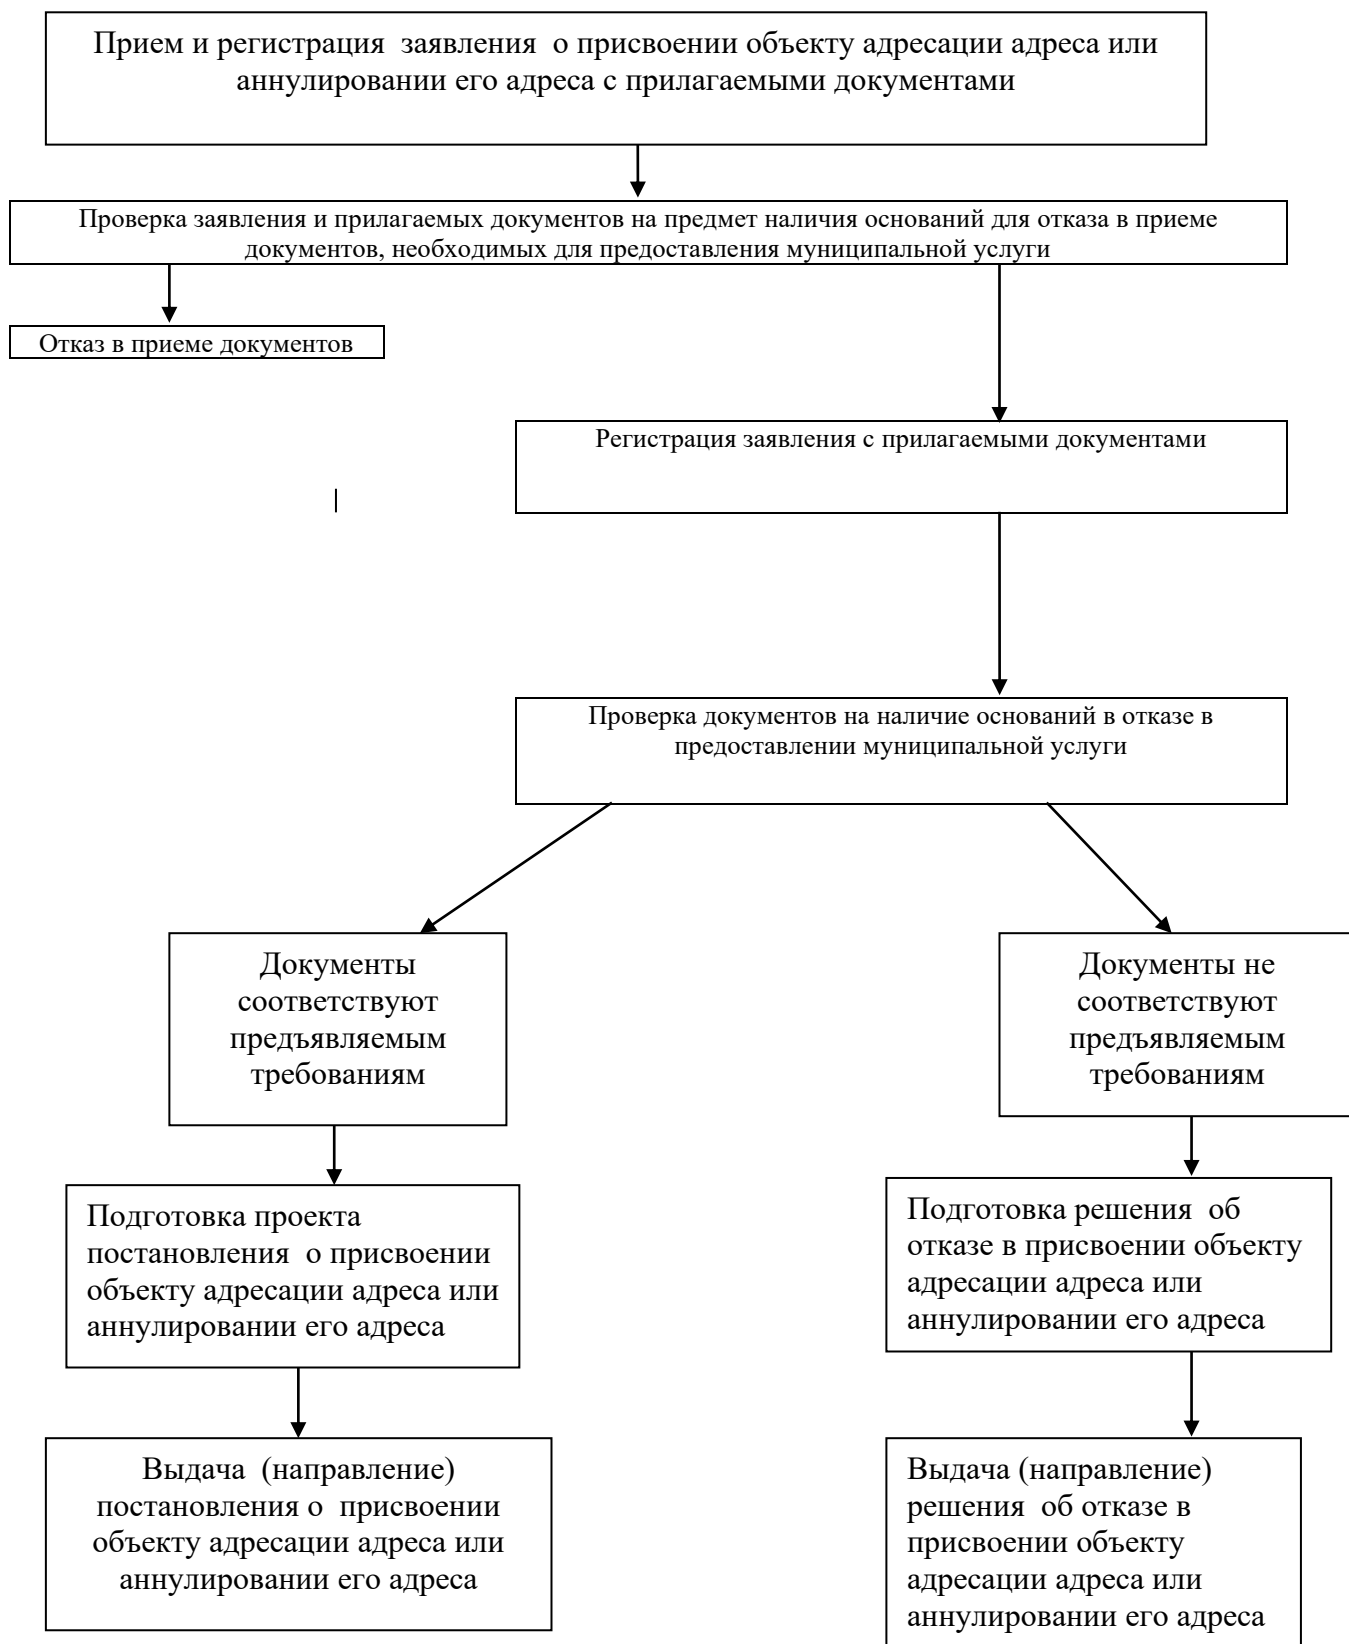 Прием и регистрация  заявления  о присвоении объекту адресации адреса или
аннулировании его адреса с прилагаемыми документами
Проверка заявления и прилагаемых документов на предмет наличия оснований для отказа в приеме
документов, необходимых для предоставления муниципальной услуги
Отказ в приеме документов
Регистрация заявления с прилагаемыми документами
Проверка документов на наличие оснований в отказе в
предоставлении муниципальной услуги
Документы
соответствуют
предъявляемым
требованиям
Документы не
соответствуют
предъявляемым
требованиям
Подготовка проекта
постановления  о присвоении
объекту адресации адреса или
аннулировании его адреса
Подготовка решения  об
отказе в присвоении объекту
адресации адреса или
аннулировании его адреса
Выдача  (направление)
постановления о  присвоении
объекту адресации адреса или
аннулировании его адреса
Выдача (направление)
решения  об отказе в
присвоении объекту
адресации адреса или
аннулировании его адреса